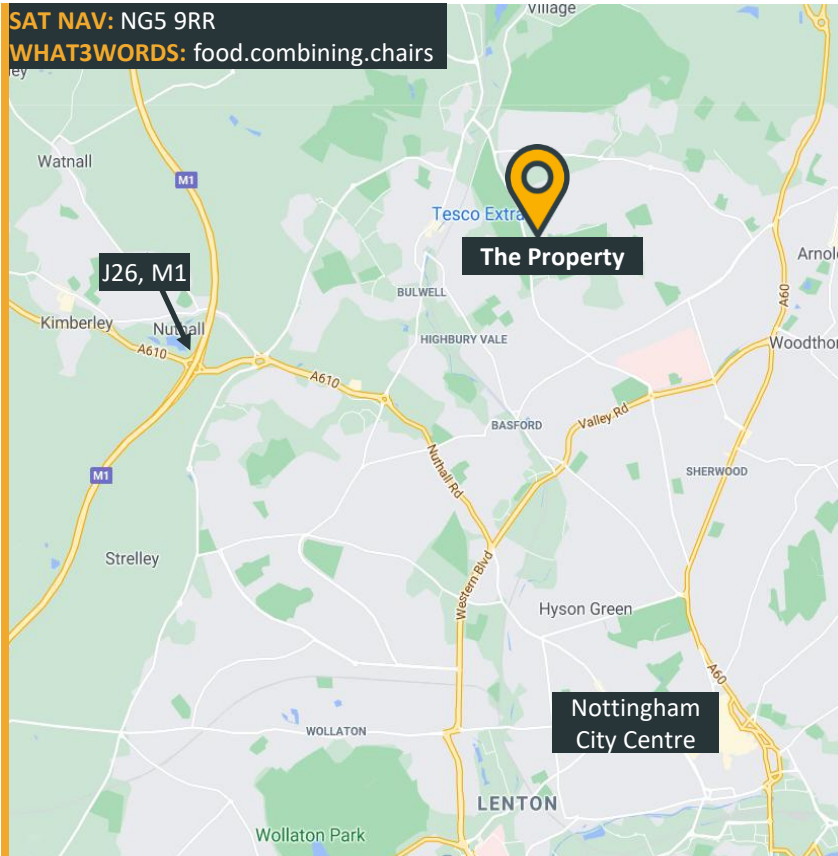 SAT NAV: NG5 9RR
WHAT3WORDS: food.combining.chairs
Village
Watnall
M1
Tesco Extra
The Property
J26, M1
Arnol
BULWELL
A60
Kimberley
Nuthall
A610
HIGHBURY VALE
Woodthor
A610
BASFORD
Valley Rd
Nuthall Rd
SHERWOOD
M1
Strelley
Western Blvd
Hyson Green
A60
Nottingham
City Centre
WOLLATON
LENTON
Wollaton Park